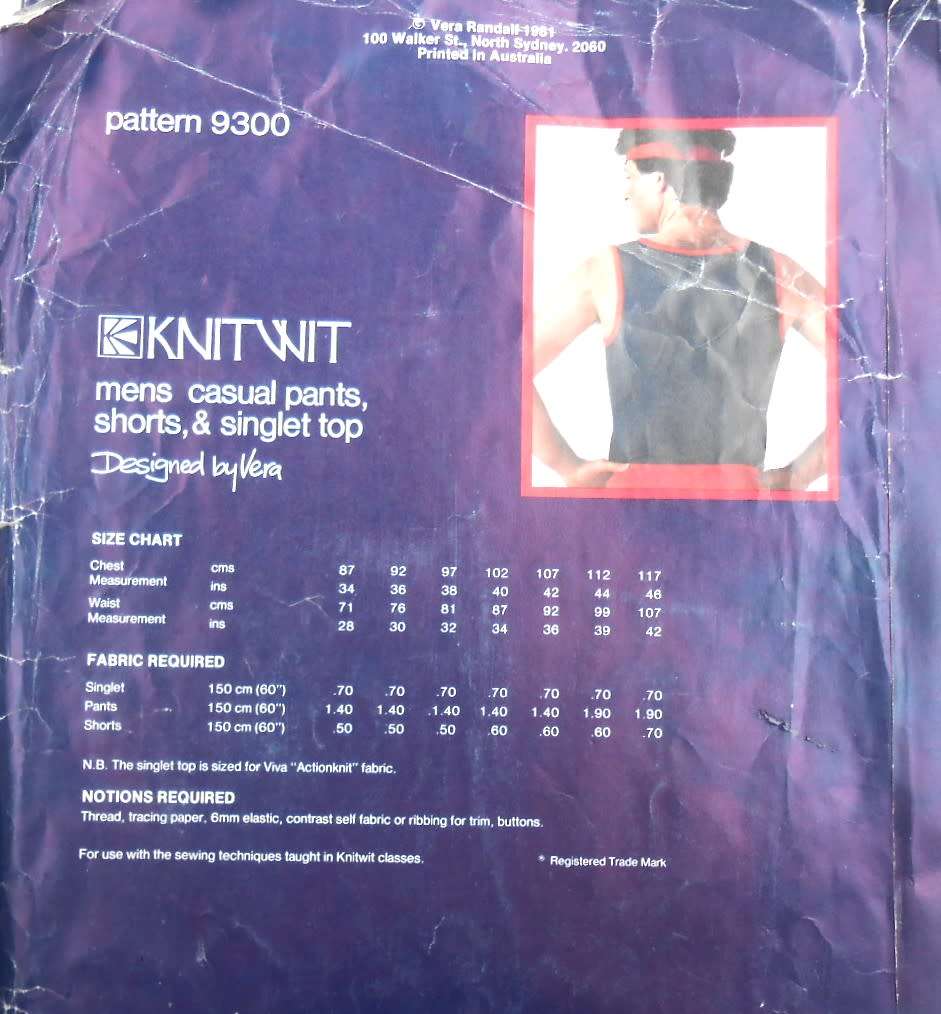 © Vera Randall 1981
100 Walker St., North Sydney. 2060
Printed in Australia
pattern 9300
KNITWIT
mens casual pants,
shorts, & singlet top
Designed by Vera
SIZE CHART
Chest Measurement cms 87 92 97 102 107 112 117
ins 34 36 38 40 42 44 46
Waist Measurement cms 71 76 81 87 92 99 107
ins 28 30 32 34 36 39 42
FABRIC REQUIRED
Singlet 150 cm (60") .70 .70 .70 .70 .70 .70 .70
Pants 150 cm (60") 1.40 1.40 .1.40 1.40 1.40 1.90 1.90
Shorts 150 cm (60") .50 .50 .50 .60 .60 .60 .70
N.B. The singlet top is sized for Viva "Actionknit" fabric.
NOTIONS REQUIRED
Thread, tracing paper, 6mm elastic, contrast self fabric or ribbing for trim, buttons.
For use with the sewing techniques taught in Knitwit classes.
® Registered Trade Mark